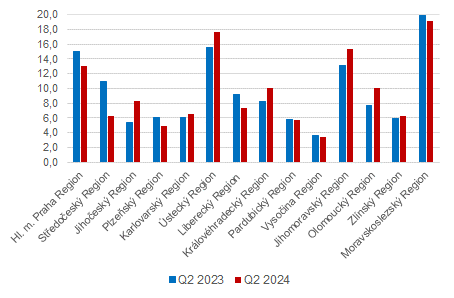 20,0
18,0
16,0
14,0
12,0
10,0
8,0
6,0
4,0
2,0
0,0
Hl. m. Praha Region
Středočeský Region
Jihočeský Region
Plzeňský Region
Karlovarský Region
Ústecký Region
Liberecký Region
Královéhradecký Region
Pardubický Region
Vysočina Region
Jihomoravský Region
Olomoucký Region
Zlínský Region
Moravskoslezský Region
Q2 2023 Q2 2024